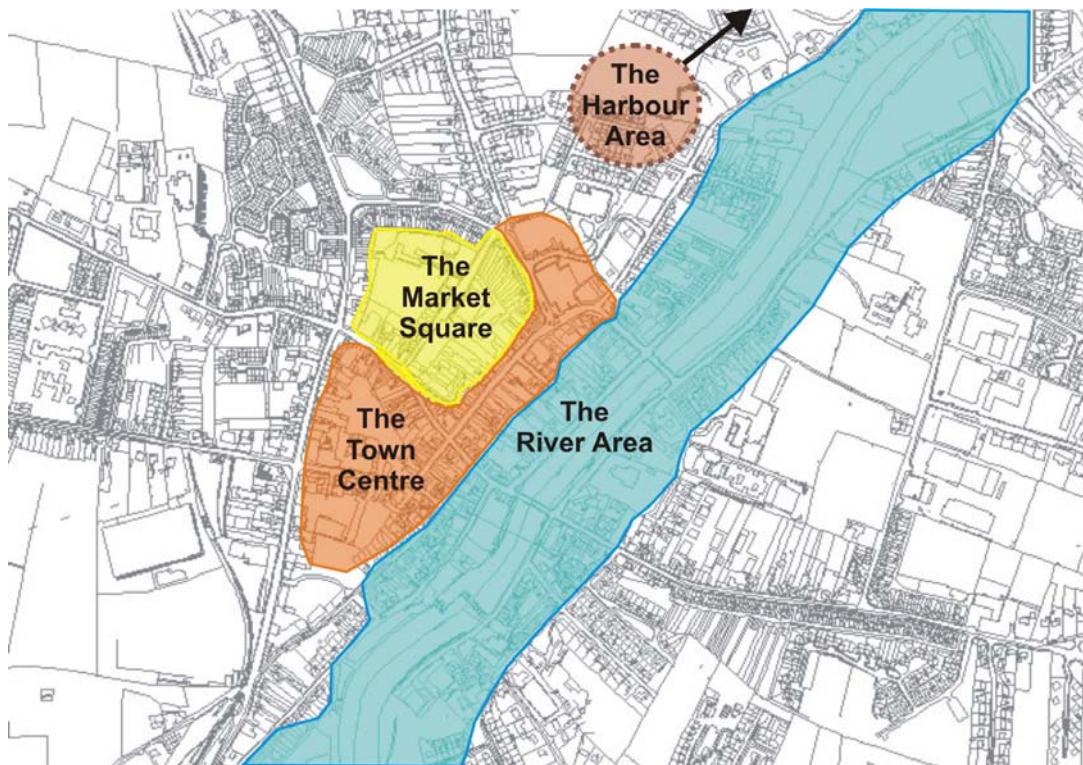 The
Harbour
Area
The
Market
Square
The
Town
Centre
The
River Area